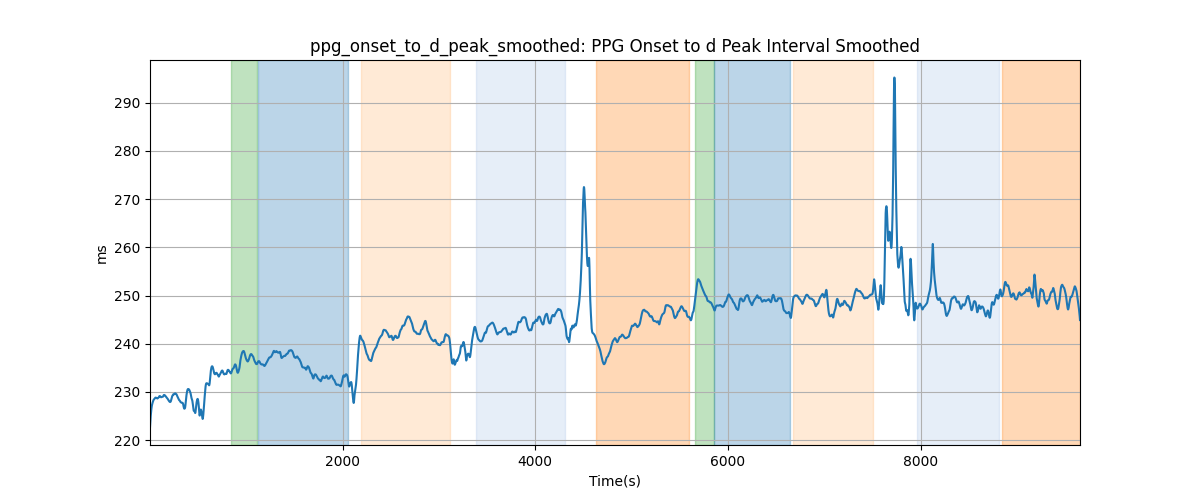 ppg_onset_to_d_peak_smoothed: PPG Onset to d Peak Interval Smoothed
290
280
270
260
250
240
230
220
ms
2000 4000 6000 8000
Time(s)